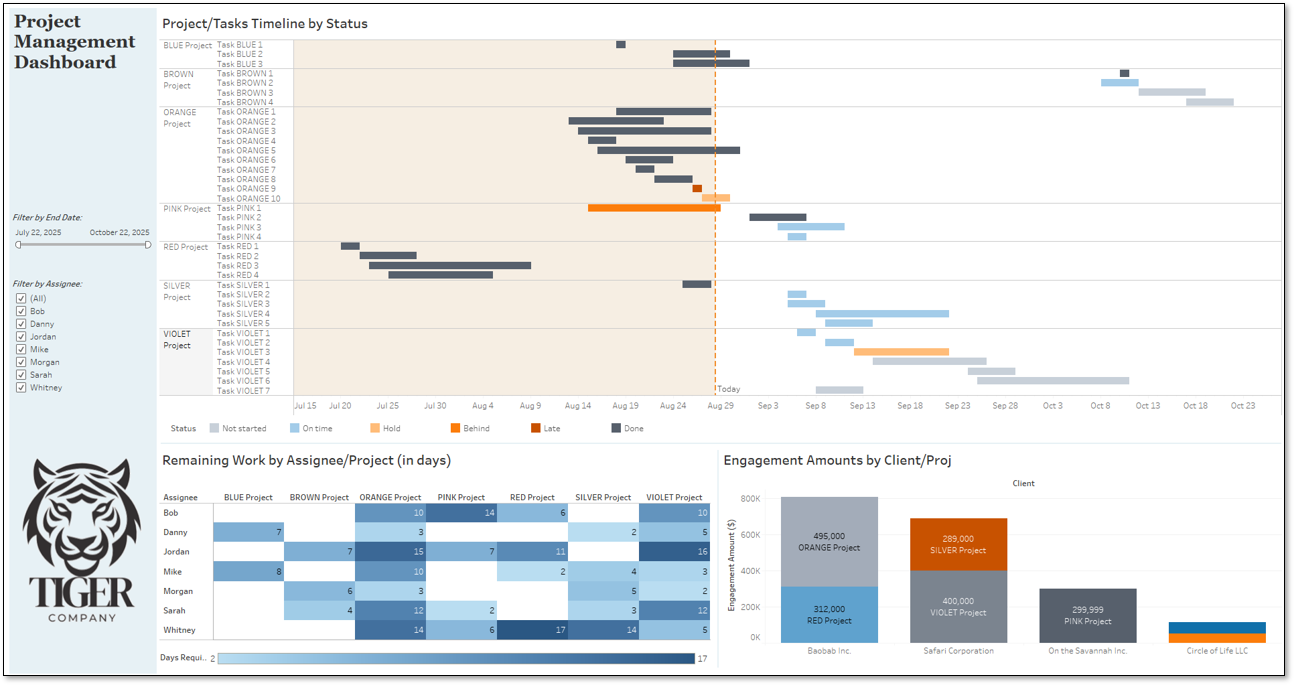 Project
Management
Dashboard
Filter by End Date:
July 22, 2025 October 22, 2025
Filter by Assignee:
(All)
Bob
Danny
Jordan
Mike
Morgan
Sarah
Whitney
TIGER
COMPANY
Project/Tasks Timeline by Status
BLUE Project Task BLUE 1
Task BLUE 2
Task BLUE 3
BROWN Task BROWN 1
Project Task BROWN 2
Task BROWN 3
Task BROWN 4
ORANGE Task ORANGE 1
Project Task ORANGE 2
Task ORANGE 3
Task ORANGE 4
Task ORANGE 5
Task ORANGE 6
Task ORANGE 7
Task ORANGE 8
Task ORANGE 9
Task ORANGE 10
PINK Project Task PINK 1
Task PINK 2
Task PINK 3
Task PINK 4
RED Project Task RED 1
Task RED 2
Task RED 3
Task RED 4
SILVER Task SILVER 1
Project Task SILVER 2
Task SILVER 3
Task SILVER 4
Task SILVER 5
VIOLET Task VIOLET 1
Project Task VIOLET 2
Task VIOLET 3
Task VIOLET 4
Task VIOLET 5
Task VIOLET 6
Task VIOLET 7 Today
Jul 15 Jul 20 Jul 25 Jul 30 Aug 4 Aug 9 Aug 14 Aug 19 Aug 24 Aug 29 Sep 3 Sep 8 Sep 13 Sep 18 Sep 23 Sep 28 Oct 3 Oct 8 Oct 13 Oct 18 Oct 23
Status Not started On time Hold Behind Late Done
Remaining Work by Assignee/Project (in days)
Assignee BLUE Project BROWN Project ORANGE Project PINK Project RED Project SILVER Project VIOLET Project
Bob 10 14 6 10
Danny 7 3 2 5
Jordan 7 15 7 11 16
Mike 8 10 2 4 3
Morgan 6 3 5 2
Sarah 4 12 2 3 12
Whitney 14 6 17 14 5
Days Requi.. 2 17
Engagement Amounts by Client/Proj
Client
Engagement Amount ($)
800K
600K
400K
200K
0K
495,000
ORANGE Project
312,000
RED Project
289,000
SILVER Project
400,000
VIOLET Project
299,999
PINK Project
Baobab Inc. Safari Corporation On the Savannah Inc. Circle of Life LLC